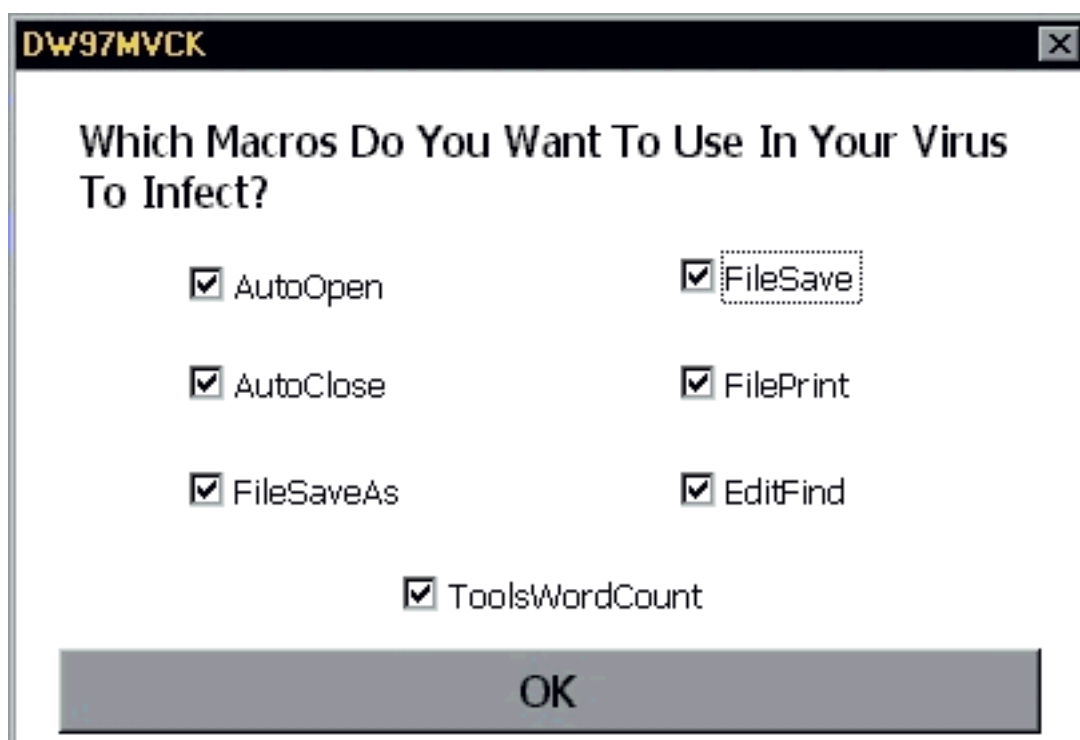 DW97MVCK
Which Macros Do You Want To Use In Your Virus
To Infect?
AutoOpen
FileSave
AutoClose
FilePrint
FileSaveAs
EditFind
ToolsWordCount
OK